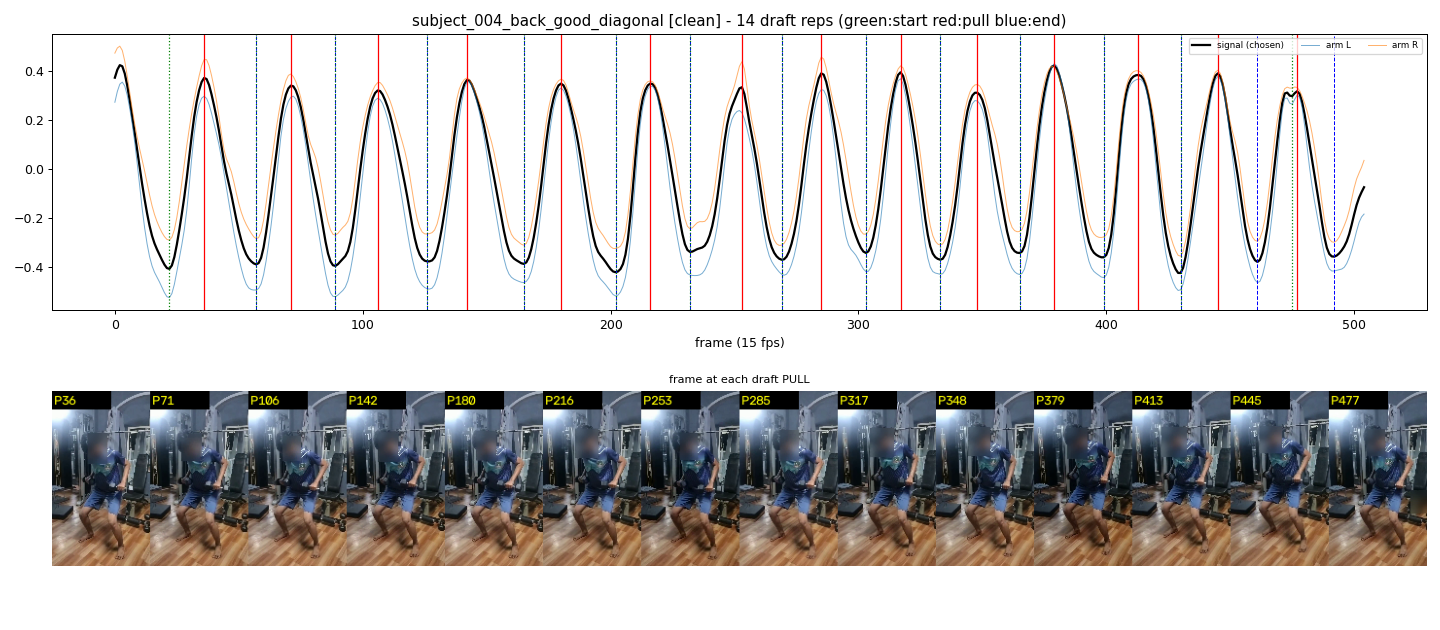 subject_004_back_good_diagonal [clean] - 14 draft reps (green:start red:pull blue:end)
signal (chosen) arm L arm R
0.4
0.2
0.0
−0.2
−0.4
0 100 200 300 400 500
frame (15 fps)
frame at each draft PULL
P36 P71 P106 P142 P180 P216 P253 P285 P317 P348 P379 P413 P445 P477